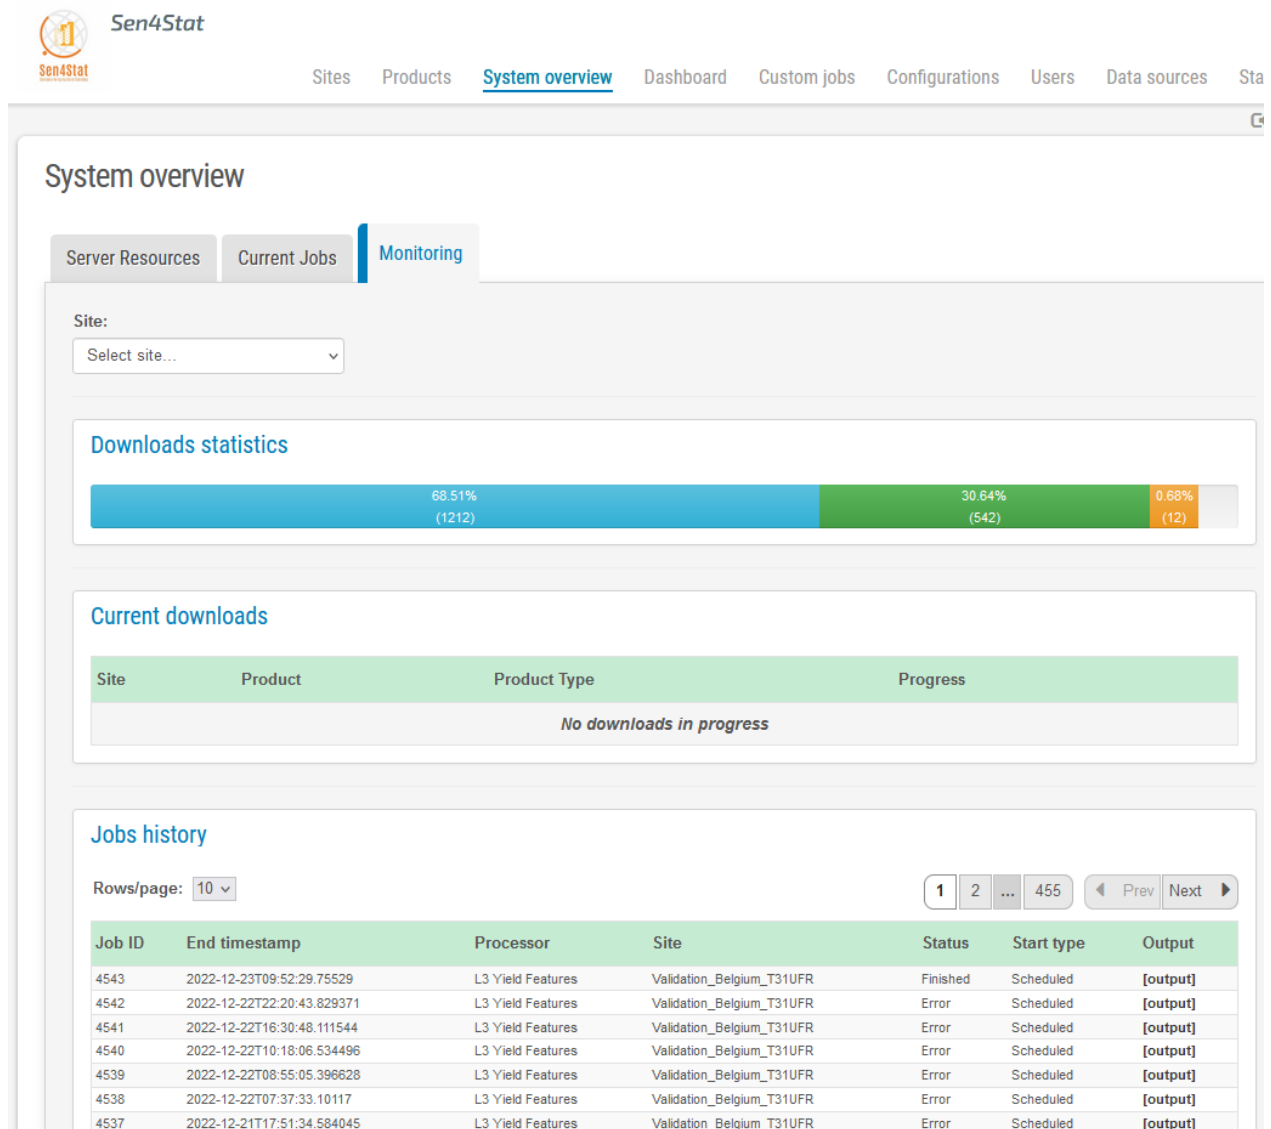 Sen4Stat
Sen4Stat
Sites Products System overview Dashboard Custom jobs Configurations Users Data sources Sta
System overview
Server Resources Current Jobs Monitoring
Site:
Select site...
Downloads statistics
68.51% 30.64% 0.68%
(1212) (542) (12)
Current downloads
Site Product Product Type Progress
No downloads in progress
Jobs history
Rows/page: 10 1 2 ... 455 Prev Next
Job ID End timestamp Processor Site Status Start type Output
4543 2022-12-23T09:52:29.75529 L3 Yield Features Validation_Belgium_T31UFR Finished Scheduled [output]
4542 2022-12-22T22:20:43.829371 L3 Yield Features Validation_Belgium_T31UFR Error Scheduled [output]
4541 2022-12-22T16:30:48.111544 L3 Yield Features Validation_Belgium_T31UFR Error Scheduled [output]
4540 2022-12-22T10:18:06.534496 L3 Yield Features Validation_Belgium_T31UFR Error Scheduled [output]
4539 2022-12-22T08:55:05.396628 L3 Yield Features Validation_Belgium_T31UFR Error Scheduled [output]
4538 2022-12-22T07:37:33.10117 L3 Yield Features Validation_Belgium_T31UFR Error Scheduled [output]
4537 2022-12-21T17:51:34.584045 L3 Yield Features Validation_Belgium_T31UFR Error Scheduled [output]